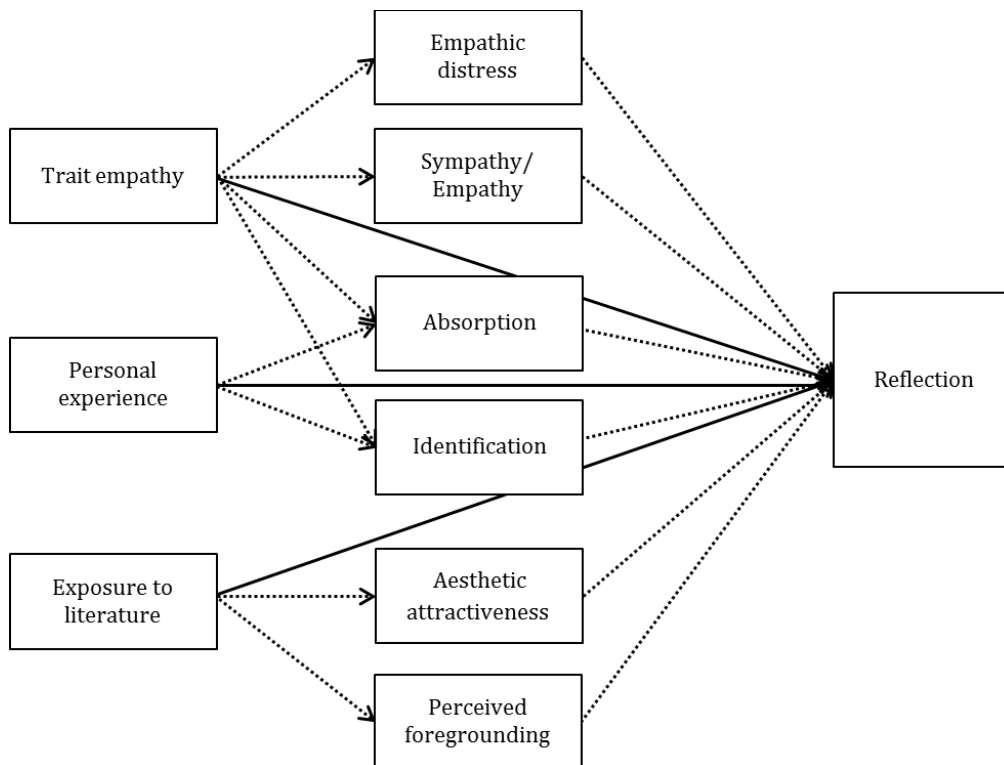 Empathic
distress
Trait empathy
Sympathy/
Empathy
Absorption
Personal
experience
Reflection
Identification
Exposure to
literature
Aesthetic
attractiveness
Perceived
foregrounding